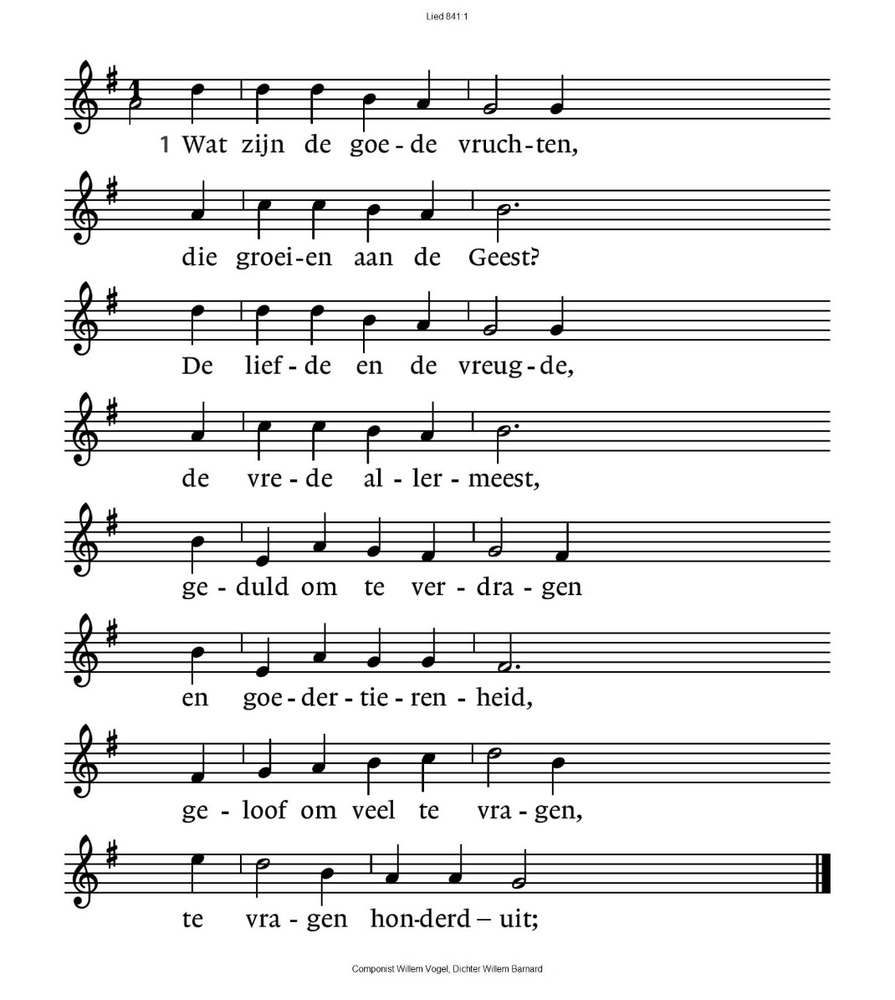 Lied 841:1
1 Wat zijn de goe - de vruch - ten,
die groei - en aan de Geest?
De lief - de en de vreug - de,
de vre - de al - ler - meest,
ge - duld om te ver - dra - gen
en goe - der - tie - ren - heid,
ge - loof om veel te vra - gen,
te vra - gen hon - derd – uit;
Componist Willem Vogel, Dichter Willem Barnard